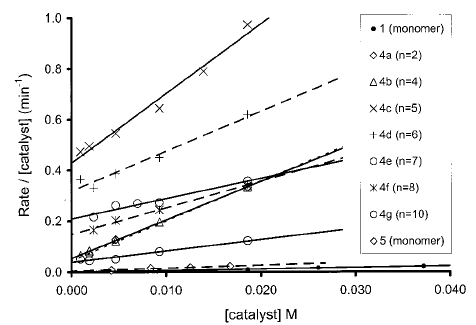 1.0
0.8
0.6
0.4
0.2
0.0
Rate / [catalyst] (min⁻¹)
0.000
0.010
0.020
0.030
0.040
[catalyst] M
1 (monomer)
4a (n=2)
4b (n=4)
4c (n=5)
4d (n=6)
4e (n=7)
4f (n=8)
4g (n=10)
5 (monomer)